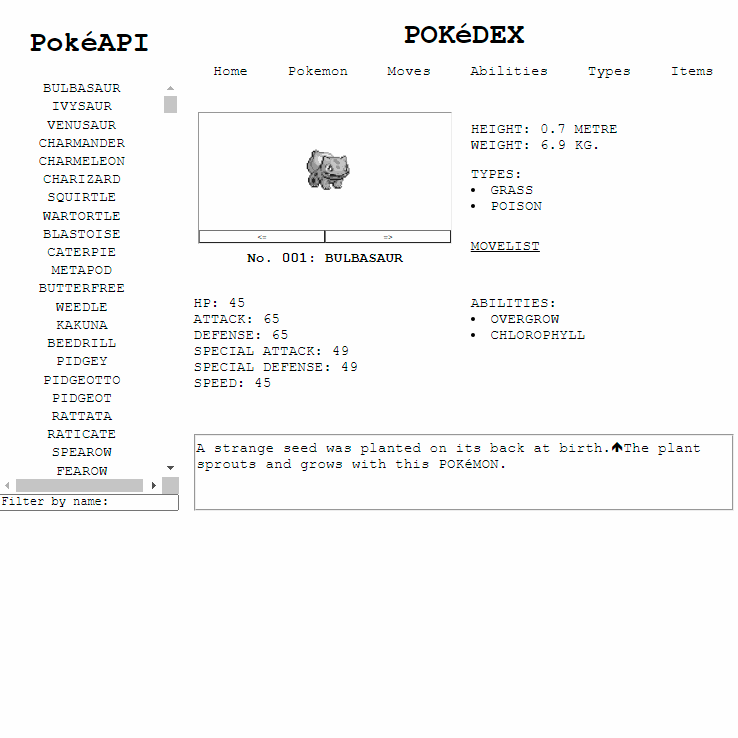 PokéAPI
BULBASAUR
IVYSAUR
VENUSAUR
CHARMANDER
CHARMELEON
CHARIZARD
SQUIRTLE
WARTORTLE
BLASTOISE
CATERPIE
METAPOD
BUTTERFREE
WEEDLE
KAKUNA
BEEDRILL
PIDGEY
PIDGEOTTO
PIDGEOT
RATTATA
RATICATE
SPEAROW
FEAROW
Filter by name:
POKéDEX
Home Pokemon Moves Abilities Types Items
<= =>
No. 001: BULBASAUR
HEIGHT: 0.7 METRE
WEIGHT: 6.9 KG.
TYPES:
• GRASS
• POISON
MOVELIST
HP: 45
ATTACK: 65
DEFENSE: 65
SPECIAL ATTACK: 49
SPECIAL DEFENSE: 49
SPEED: 45
ABILITIES:
• OVERGROW
• CHLOROPHYLL
A strange seed was planted on its back at birth.🡩The plant
sprouts and grows with this POKéMON.